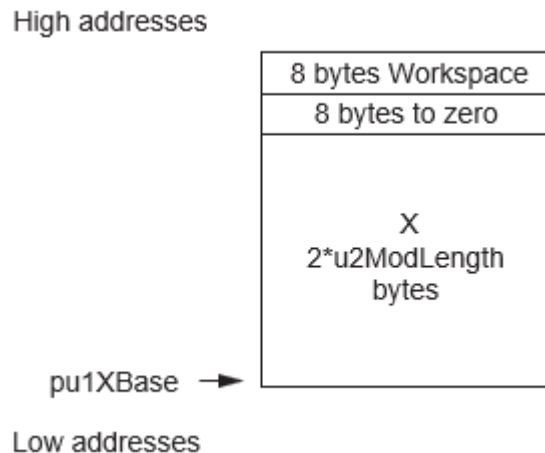 High addresses
8 bytes Workspace
8 bytes to zero
X
2*u2ModLength
bytes
pu1XBase
Low addresses